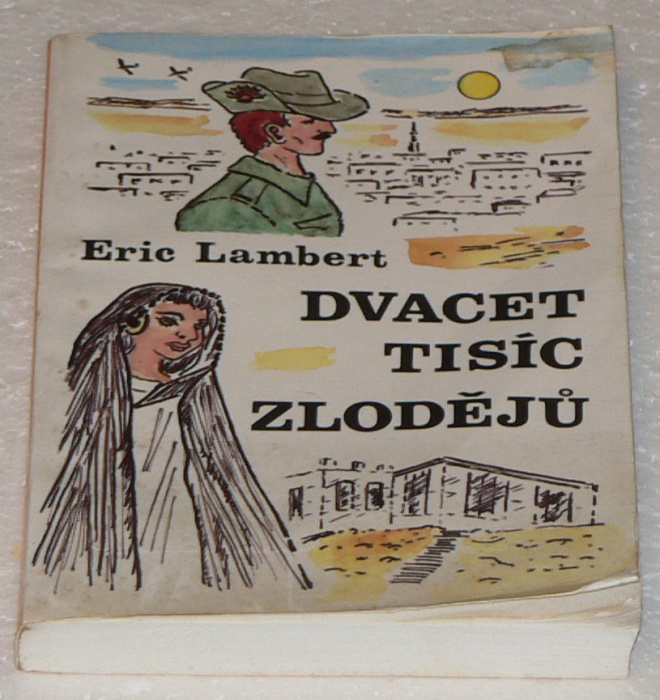 Eric Lambert
DVACET
TISÍC
ZLODĚJŮ